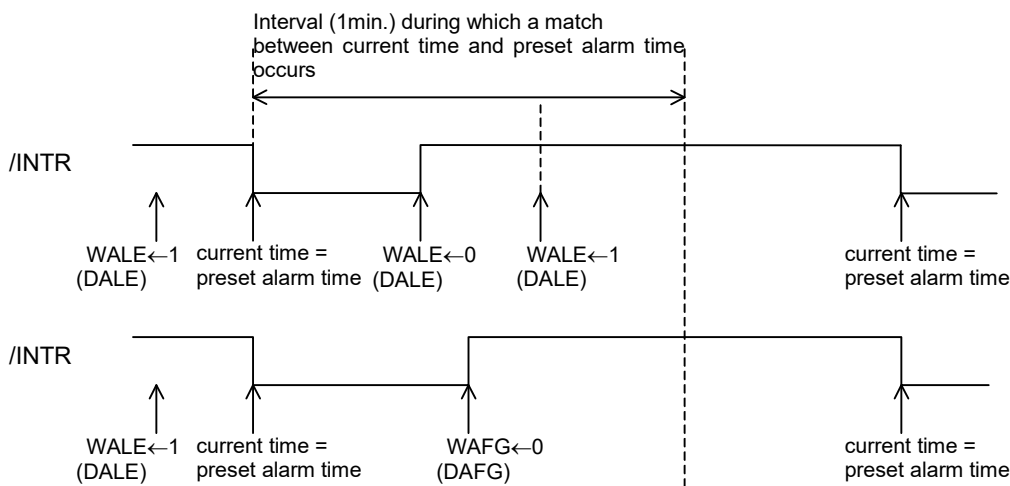 Interval (1min.) during which a match
between current time and preset alarm time
occurs
/INTR
WALE←1 current time = WALE←0 WALE←1 current time =
(DALE) preset alarm time (DALE) (DALE) preset alarm time
/INTR
WALE←1 current time = WAFG←0 current time =
(DALE) preset alarm time (DAFG) preset alarm time